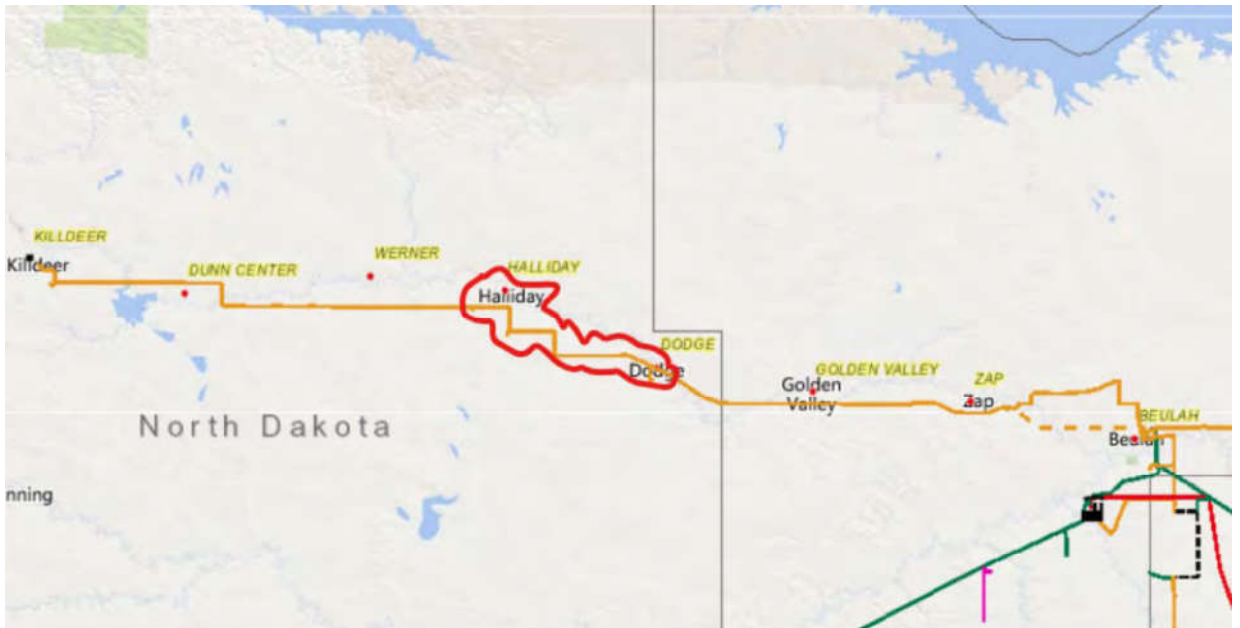 KILLDEER
Killdeer
DUNN CENTER
WERNER
HALLIDAY
Halliday
DODGE
Dodge
GOLDEN VALLEY
Golden
Valley
ZAP
Zap
BEULAH
Beulah
North Dakota
nning